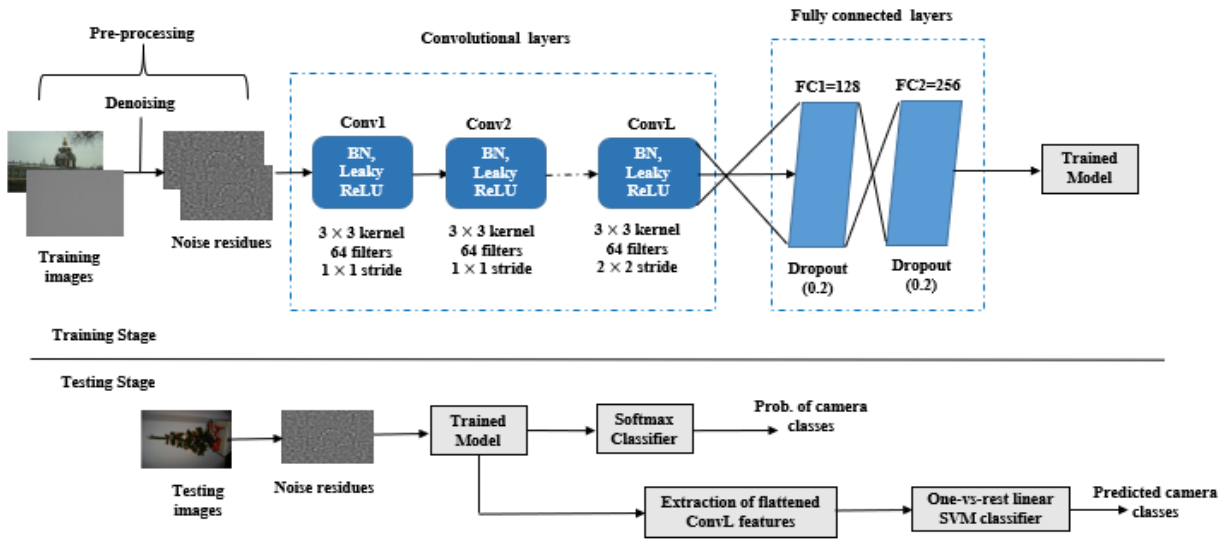 Pre-processing
Denoising
Training
images
Noise residues
Convolutional layers
Conv1
BN,
Leaky
ReLU
3 × 3 kernel
64 filters
1 × 1 stride
Conv2
BN,
Leaky
ReLU
3 × 3 kernel
64 filters
1 × 1 stride
ConvL
BN,
Leaky
ReLU
3 × 3 kernel
64 filters
2 × 2 stride
Fully connected layers
FC1=128
Dropout
(0.2)
FC2=256
Dropout
(0.2)
Trained
Model
Training Stage
Testing Stage
Testing
images
Noise residues
Trained
Model
Softmax
Classifier
Prob. of camera
classes
Extraction of flattened
ConvL features
One-vs-rest linear
SVM classifier
Predicted camera
classes